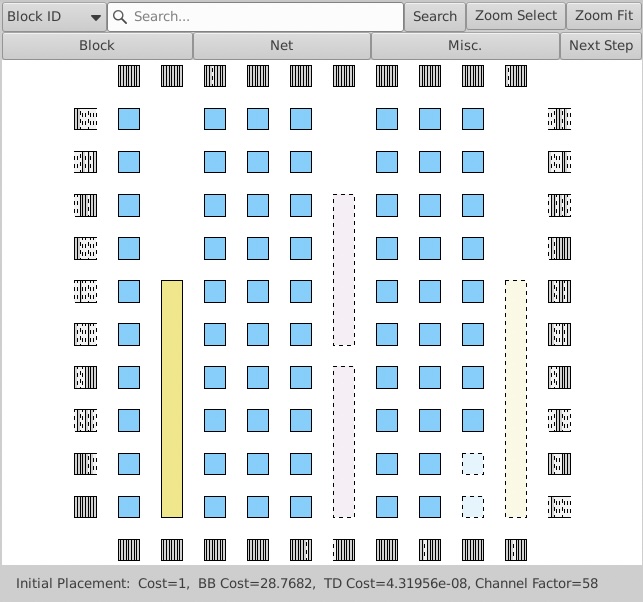 Block ID Search... Search Zoom Select Zoom Fit
Block Net Misc. Next Step
Initial Placement: Cost=1, BB Cost=28.7682, TD Cost=4.31956e-08, Channel Factor=58